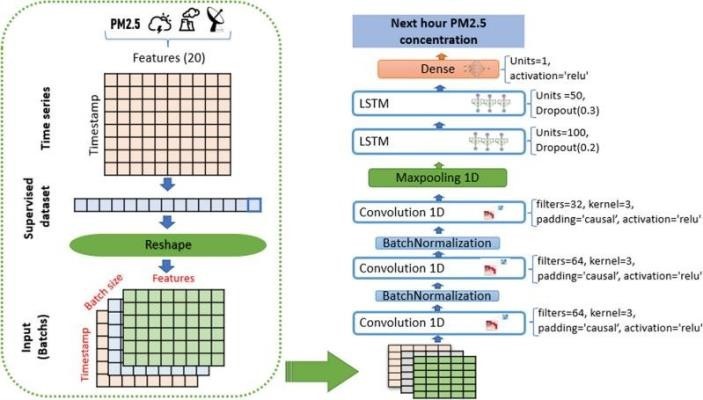 PM2.5
Features (20)
Time series
Timestamp
Supervised
dataset
Reshape
Batch size
Features
Timestamp
Input
(Batchs)
Next hour PM2.5
concentration
Dense
Units=1,
activation='relu'
LSTM
Units =50,
Dropout(0.3)
LSTM
Units=100,
Dropout(0.2)
Maxpooling 1D
Convolution 1D
filters=32, kernel=3,
padding='causal', activation='relu'
BatchNormalization
Convolution 1D
filters=64, kernel=3,
padding='causal', activation='relu'
BatchNormalization
Convolution 1D
filters=64, kernel=3,
padding='causal', activation='relu'